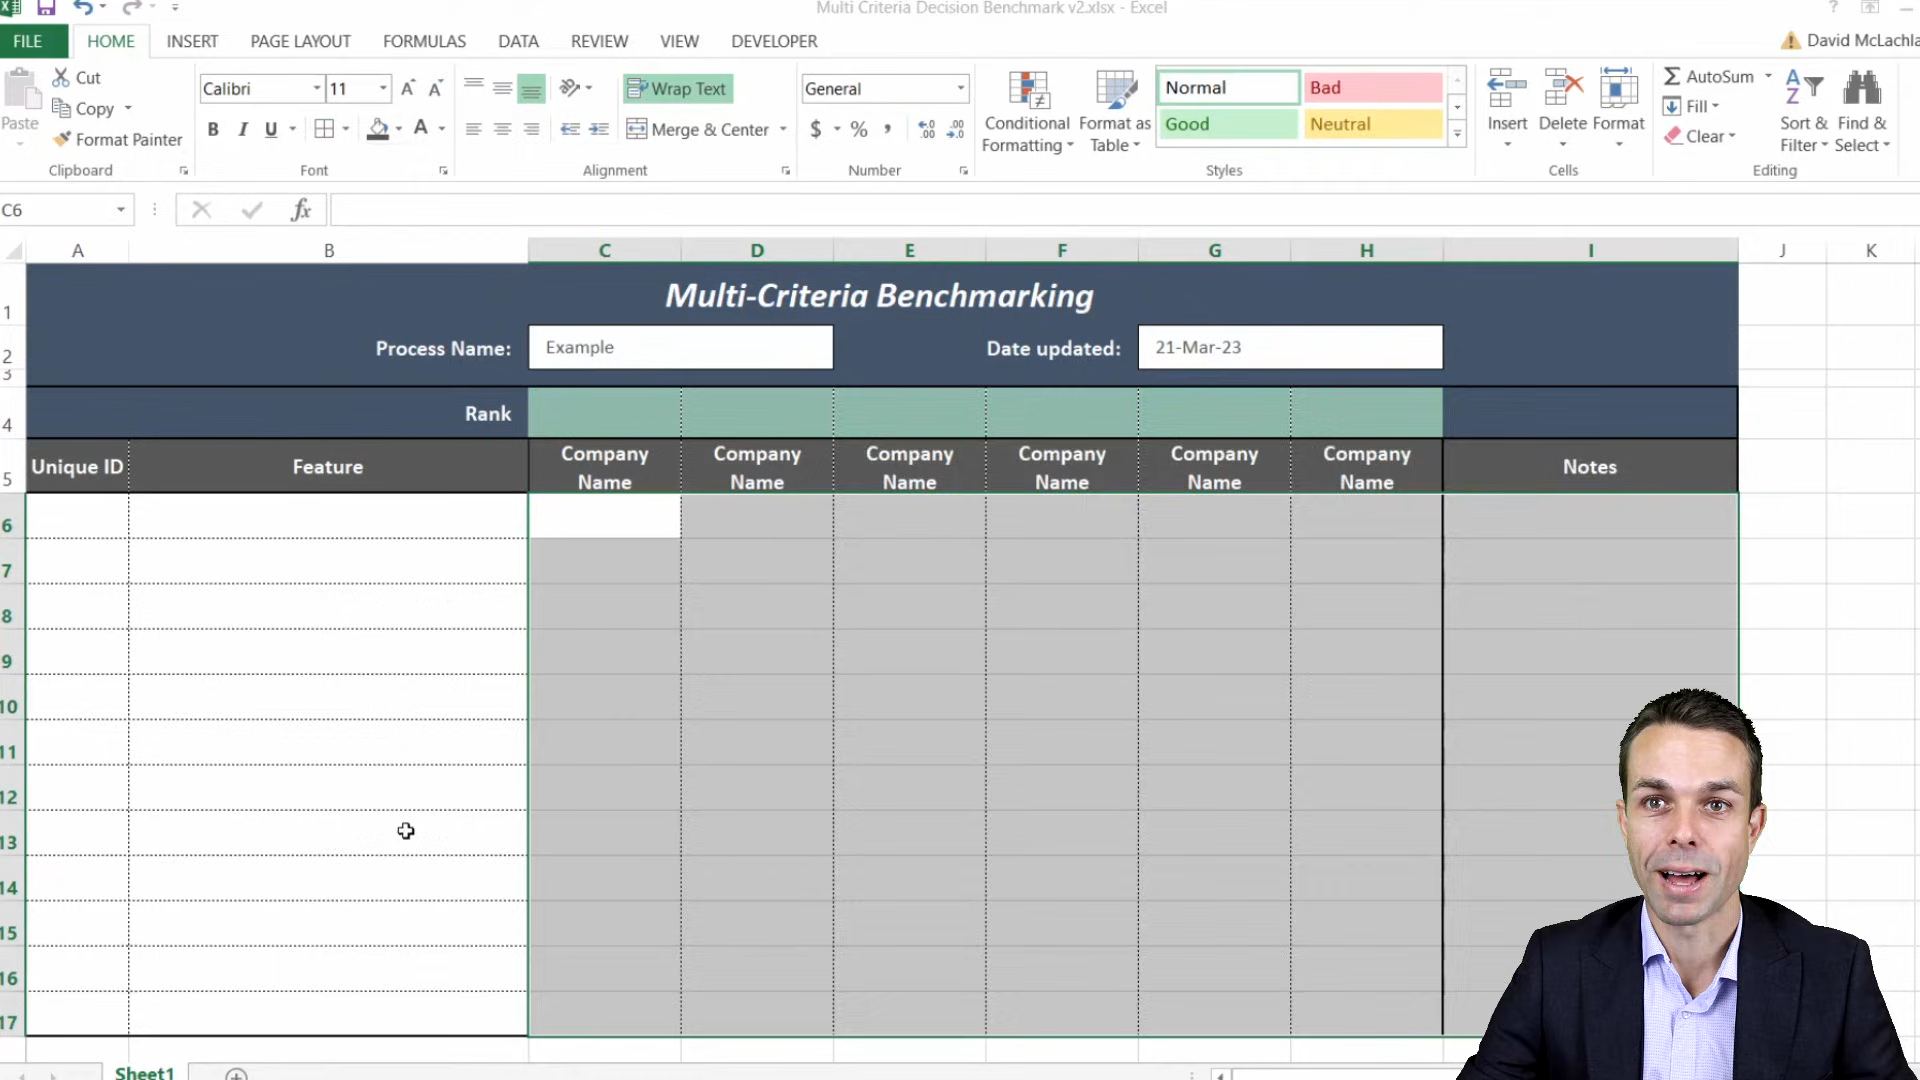 Multi Criteria Decision Benchmark v2.xlsx - Excel
?
FILE HOME INSERT PAGE LAYOUT FORMULAS DATA REVIEW VIEW DEVELOPER
David McLachla
Paste
Cut
Copy
Format Painter
Clipboard
Calibri 11
A A
B I U A
Font
Wrap Text
Merge & Center
Alignment
General
$ % ,
Number
Conditional
Formatting
Format as
Table
Normal Bad
Good Neutral
Styles
Insert Delete Format
Cells
AutoSum
Fill
Clear
Sort &
Filter
Find &
Select
Editing
C6
fx
A B C D E F G H I J K
1 Multi-Criteria Benchmarking
2 Process Name: Example Date updated: 21-Mar-23
3
4 Rank
5 Unique ID Feature Company Name Company Name Company Name Company Name Company Name Company Name Notes
6
7
8
9
10
11
12
13
14
15
16
17
Sheet1